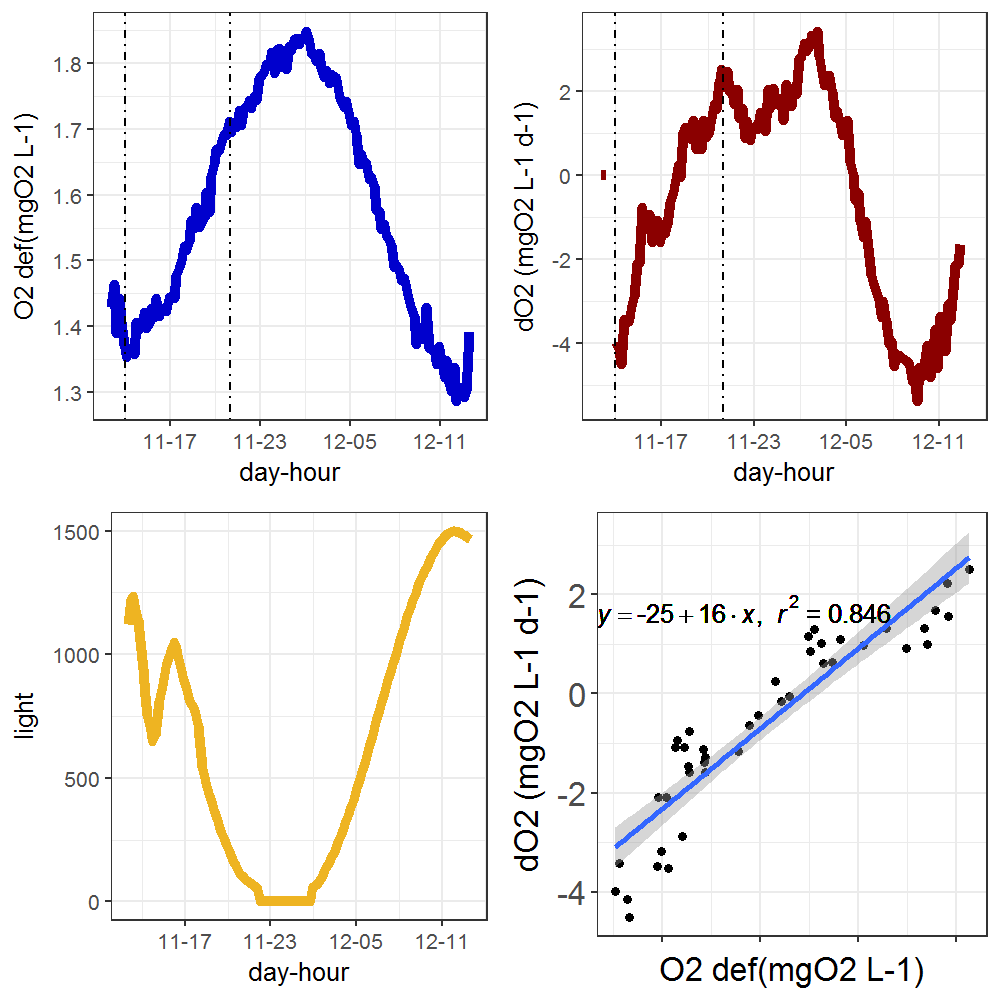 O2 def(mgO2 L-1)
1.8
1.7
1.6
1.5
1.4
1.3
11-17 11-23 12-05 12-11
day-hour
dO2 (mgO2 L-1 d-1)
2
0
-2
-4
11-17 11-23 12-05 12-11
day-hour
light
1500
1000
500
0
11-17 11-23 12-05 12-11
day-hour
dO2 (mgO2 L-1 d-1)
2
0
-2
-4
y = -25 + 16 · x, r² = 0.846
O2 def(mgO2 L-1)